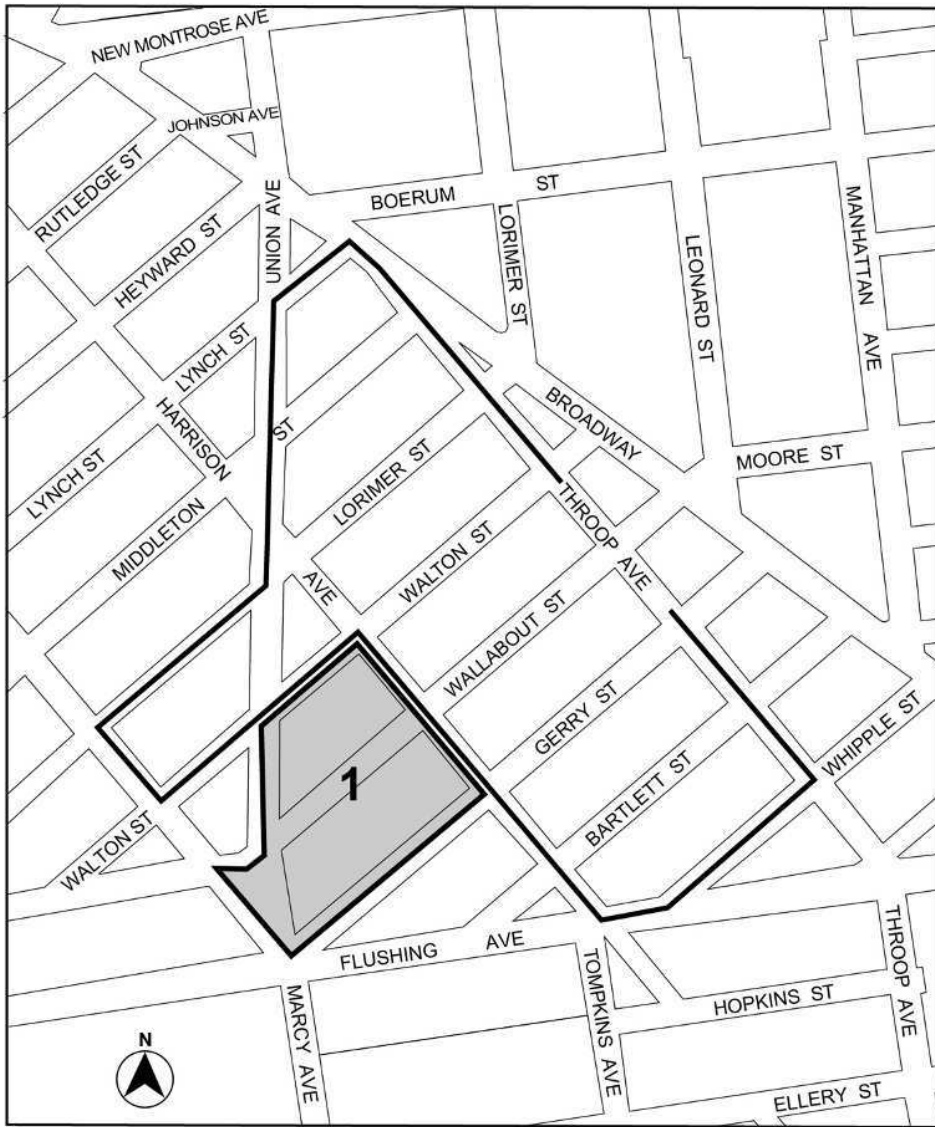 NEW MONTROSE AVE
JOHNSON AVE
RUTLEDGE ST
HEYWARD ST
UNION AVE
BOERUM ST
LORIMER ST
LEONARD ST
MANHATTAN AVE
LYNCH ST
HARRISON
ST
BROADWAY
LYNCH ST
LORIMER ST
MOORE ST
MIDDLETON
AVE
WALTON ST
THROOP AVE
WALLABOUT ST
GERRY ST
WHIPPLE ST
1
BARTLETT ST
WALTON ST
FLUSHING AVE
THROOP AVE
MARCY AVE
TOMPKINS AVE
HOPKINS ST
N
ELLERY ST